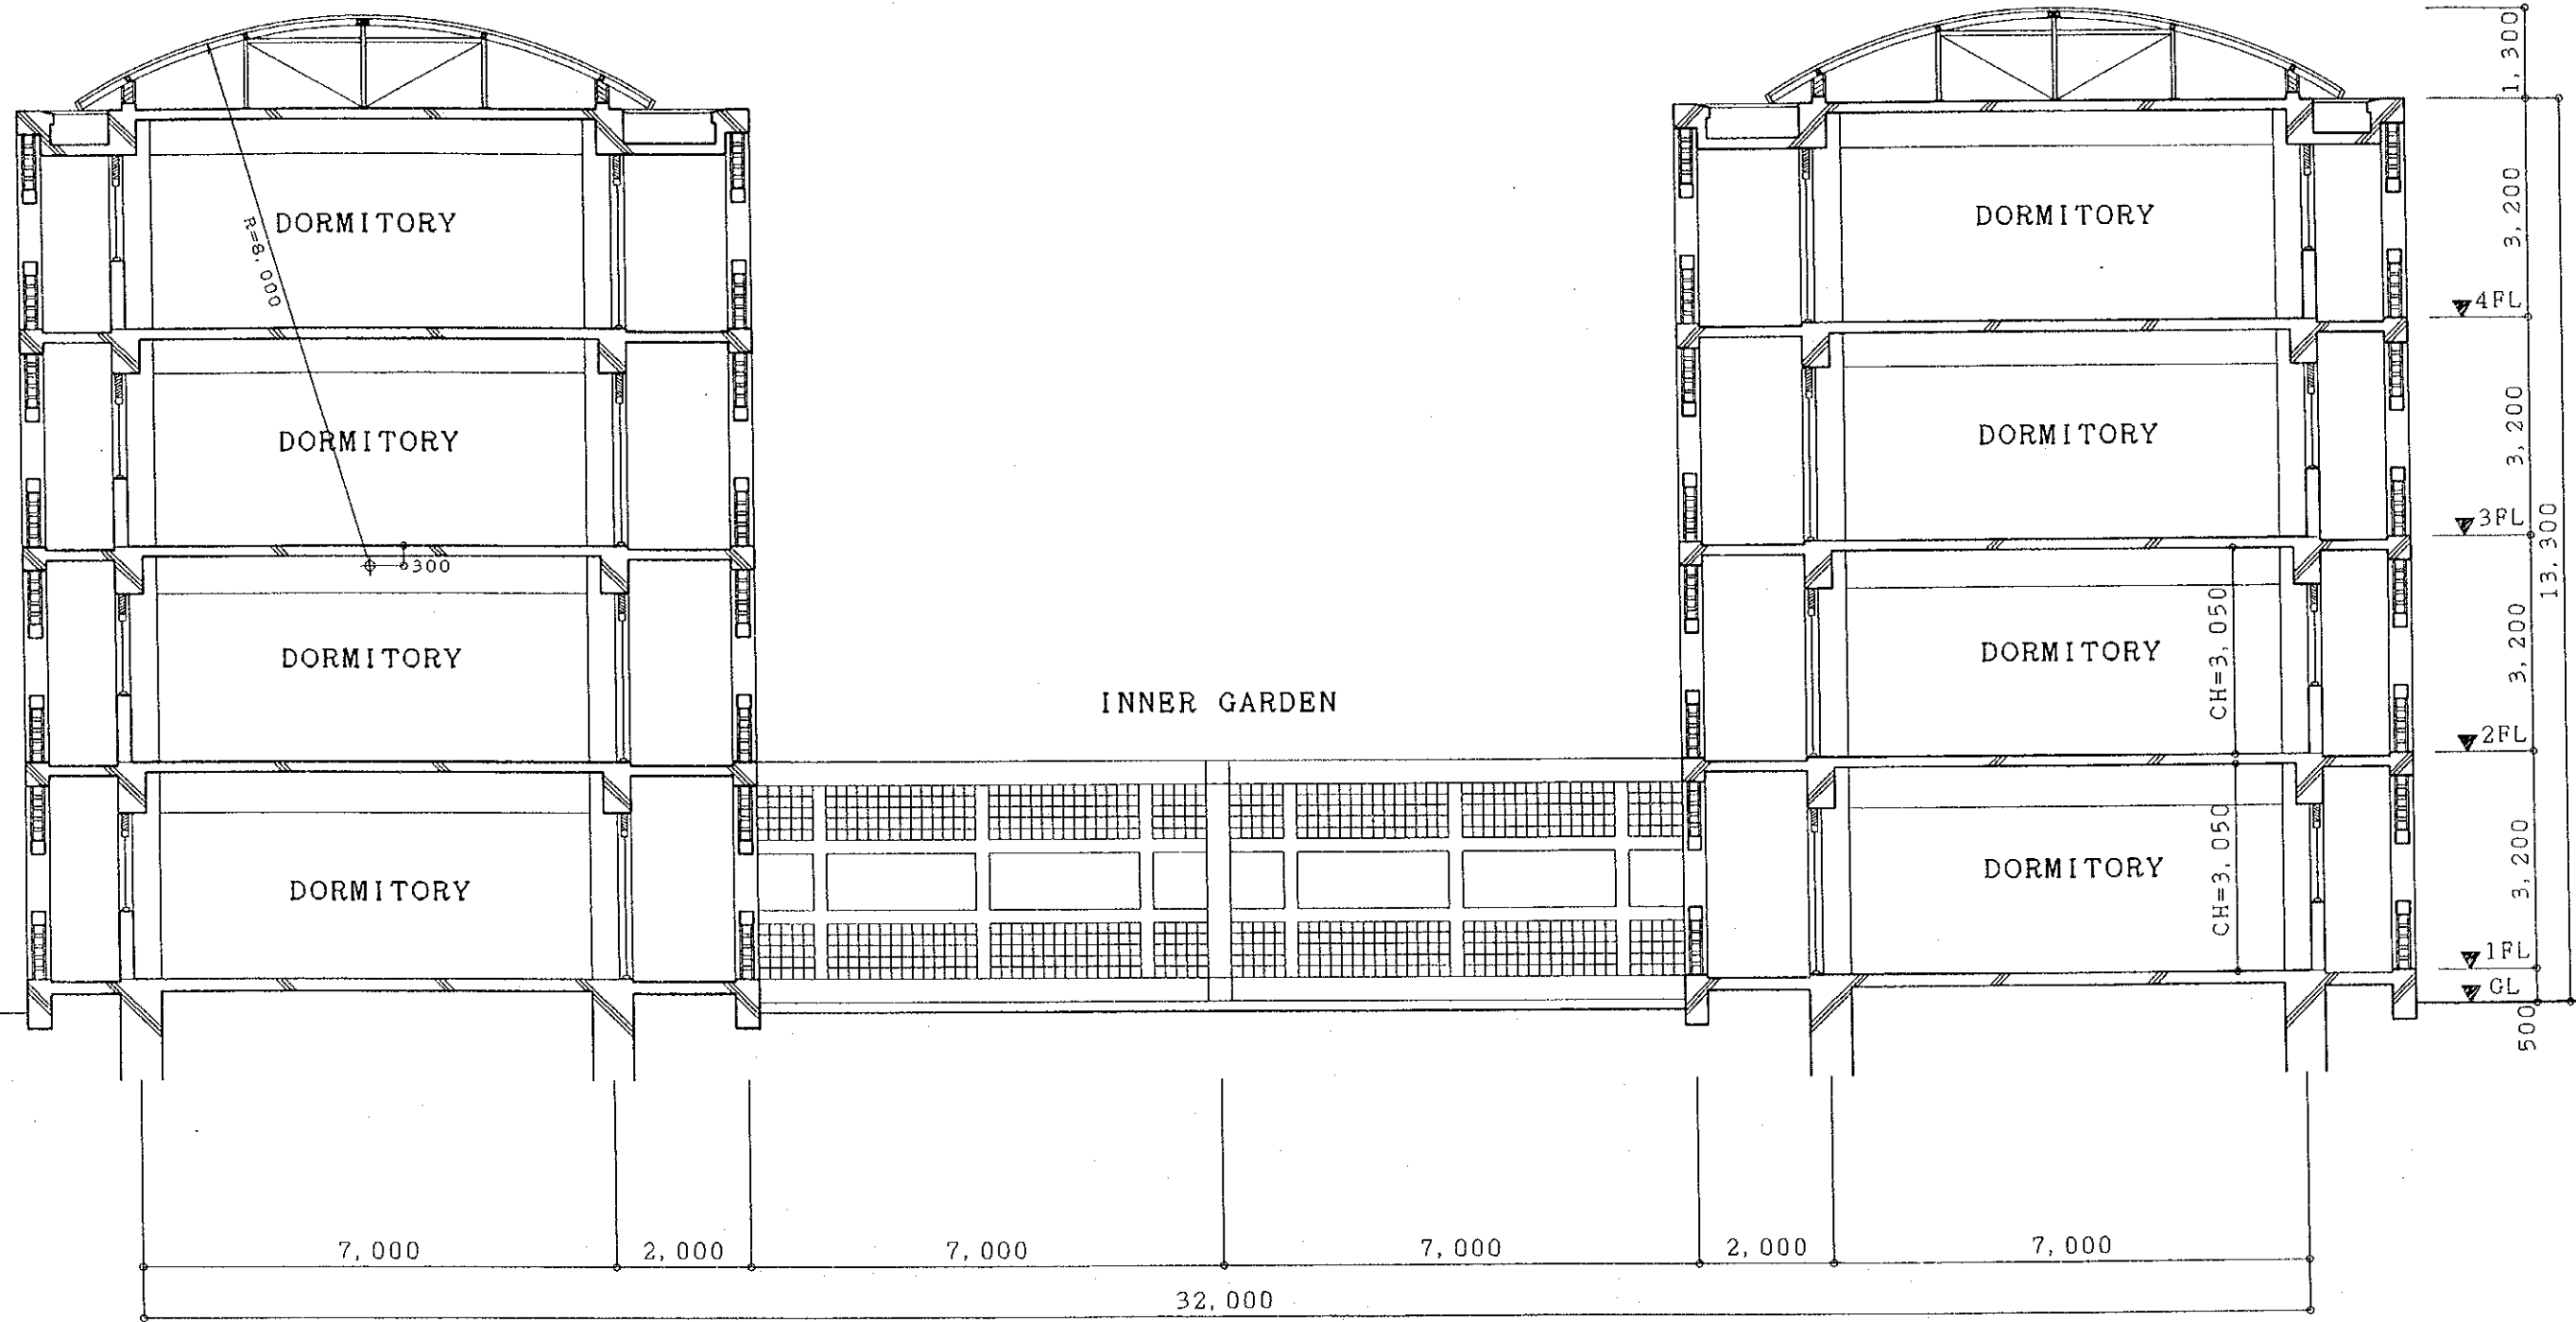 1,300
DORMITORY
DORMITORY
3,200
R=8,000
4FL
DORMITORY
DORMITORY
3,200
3FL
13,300
300
DORMITORY
DORMITORY
CH=3,050
3,200
INNER GARDEN
2FL
DORMITORY
DORMITORY
CH=3,050
3,200
1FL
GL
500
7,000
2,000
7,000
7,000
2,000
7,000
32,000